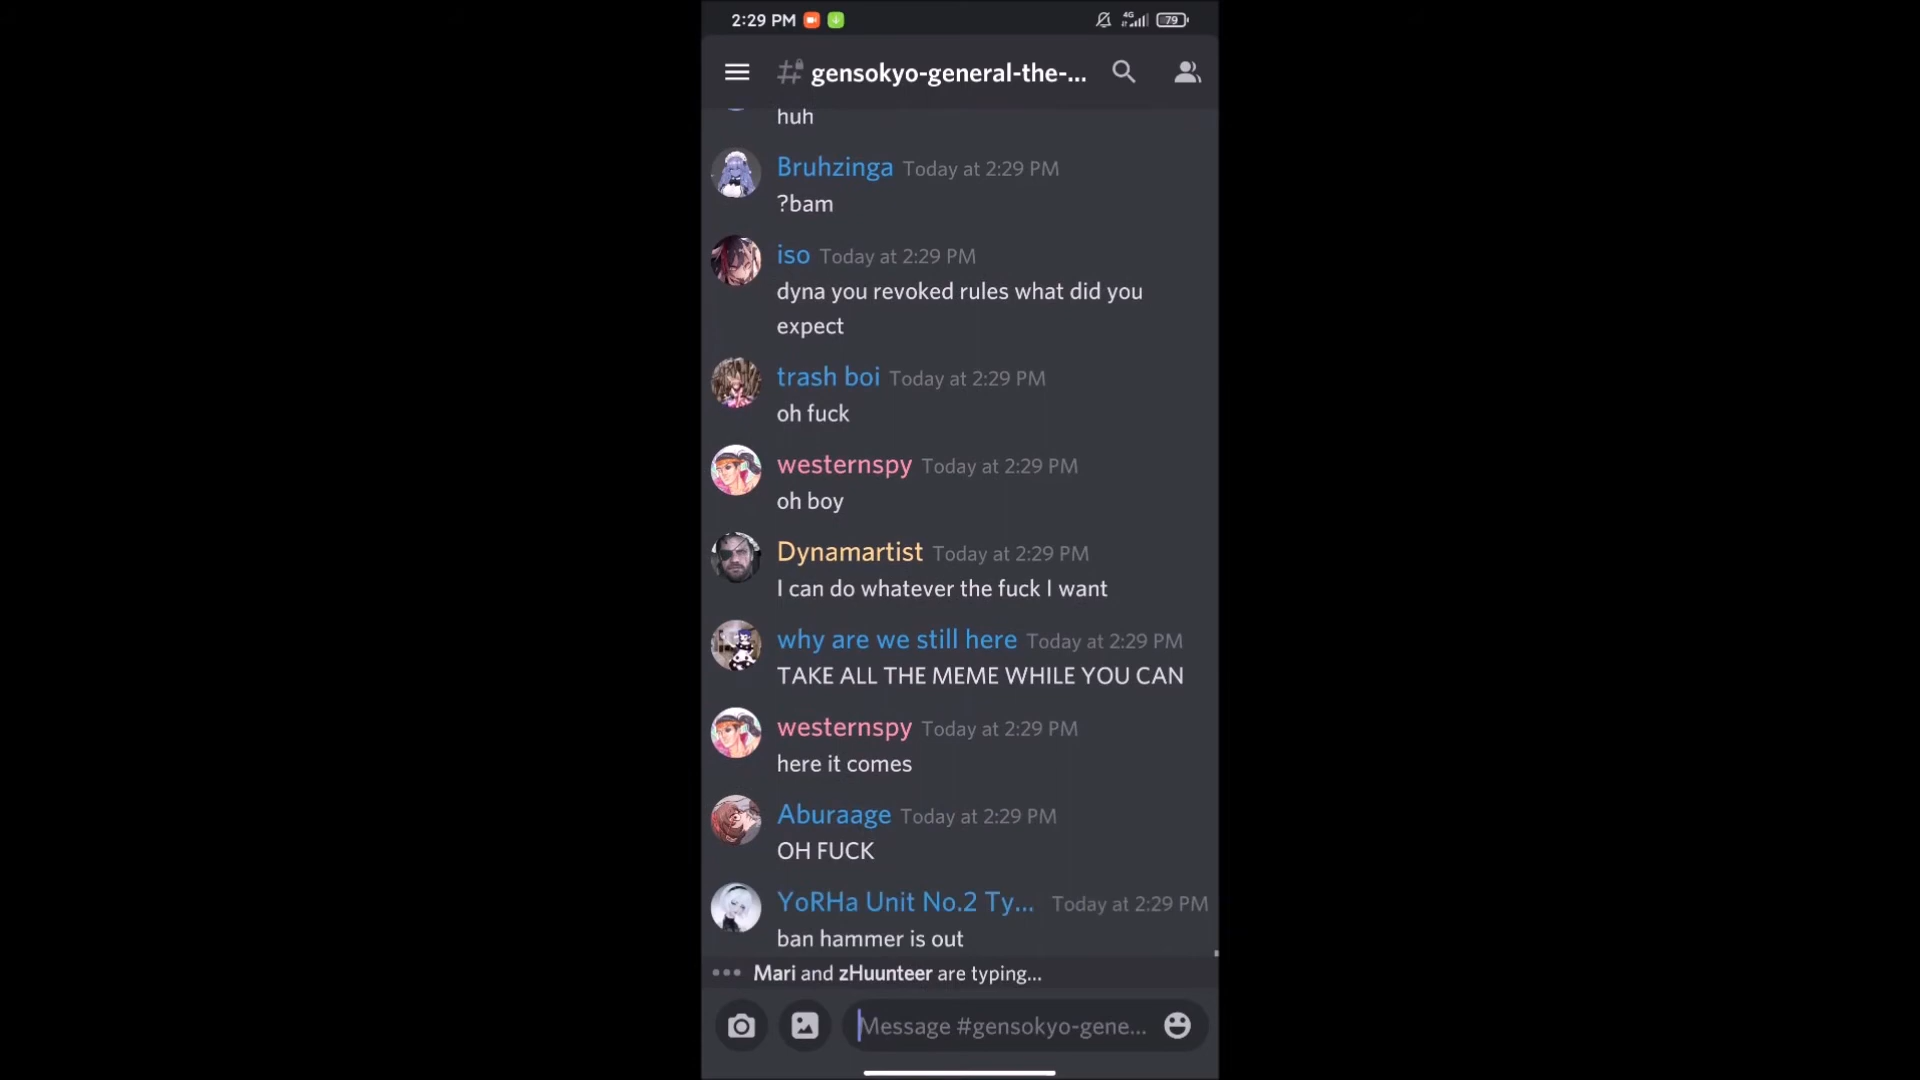 2:29 PM 4G 79
gensokyo-general-the-...
huh
Bruhzinga Today at 2:29 PM
?bam
iso Today at 2:29 PM
dyna you revoked rules what did you
expect
trash boi Today at 2:29 PM
oh fuck
westernspy Today at 2:29 PM
oh boy
Dynamartist Today at 2:29 PM
I can do whatever the fuck I want
why are we still here Today at 2:29 PM
TAKE ALL THE MEME WHILE YOU CAN
westernspy Today at 2:29 PM
here it comes
Aburaage Today at 2:29 PM
OH FUCK
YoRHa Unit No.2 Ty... Today at 2:29 PM
ban hammer is out
Mari and zHuunteer are typing...
Message #gensokyo-gene...